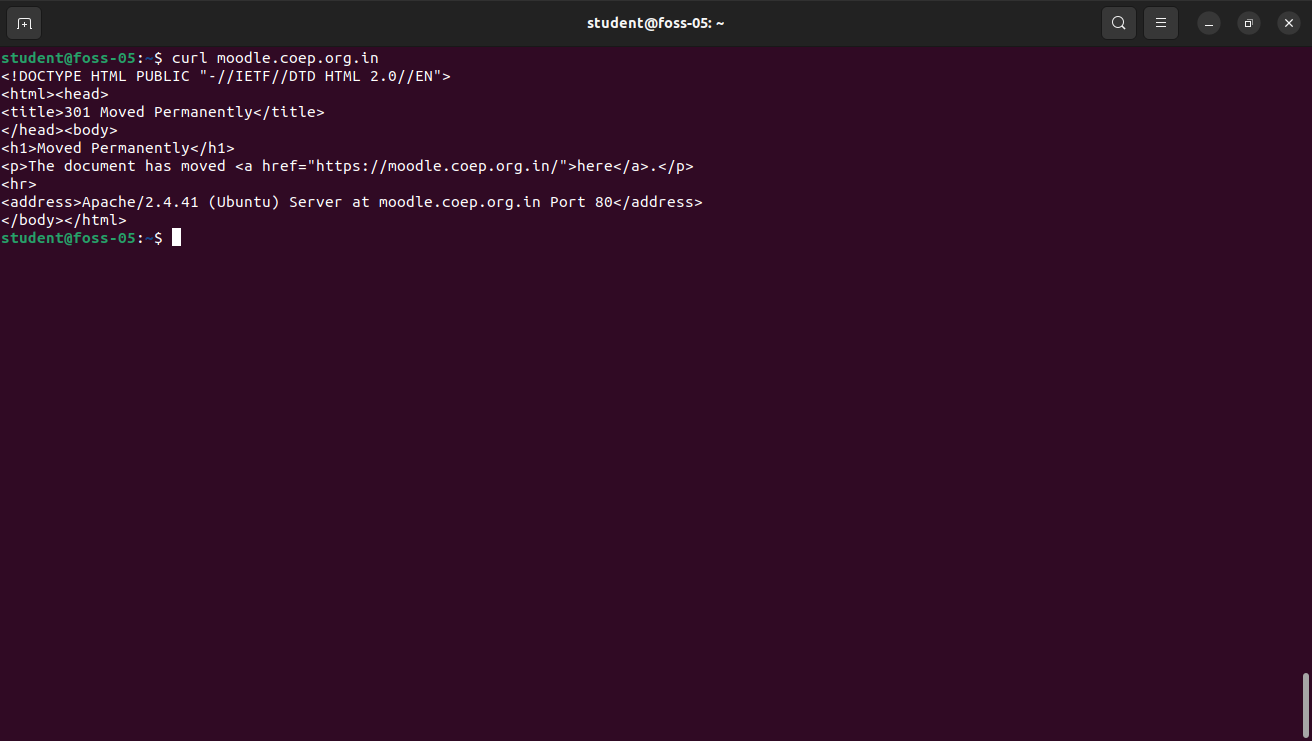 student@foss-05: ~
student@foss-05:~$ curl moodle.coep.org.in
<!DOCTYPE HTML PUBLIC "-//IETF//DTD HTML 2.0//EN">
<html><head>
<title>301 Moved Permanently</title>
</head><body>
<h1>Moved Permanently</h1>
<p>The document has moved <a href="https://moodle.coep.org.in/">here</a>.</p>
<hr>
<address>Apache/2.4.41 (Ubuntu) Server at moodle.coep.org.in Port 80</address>
</body></html>
student@foss-05:~$